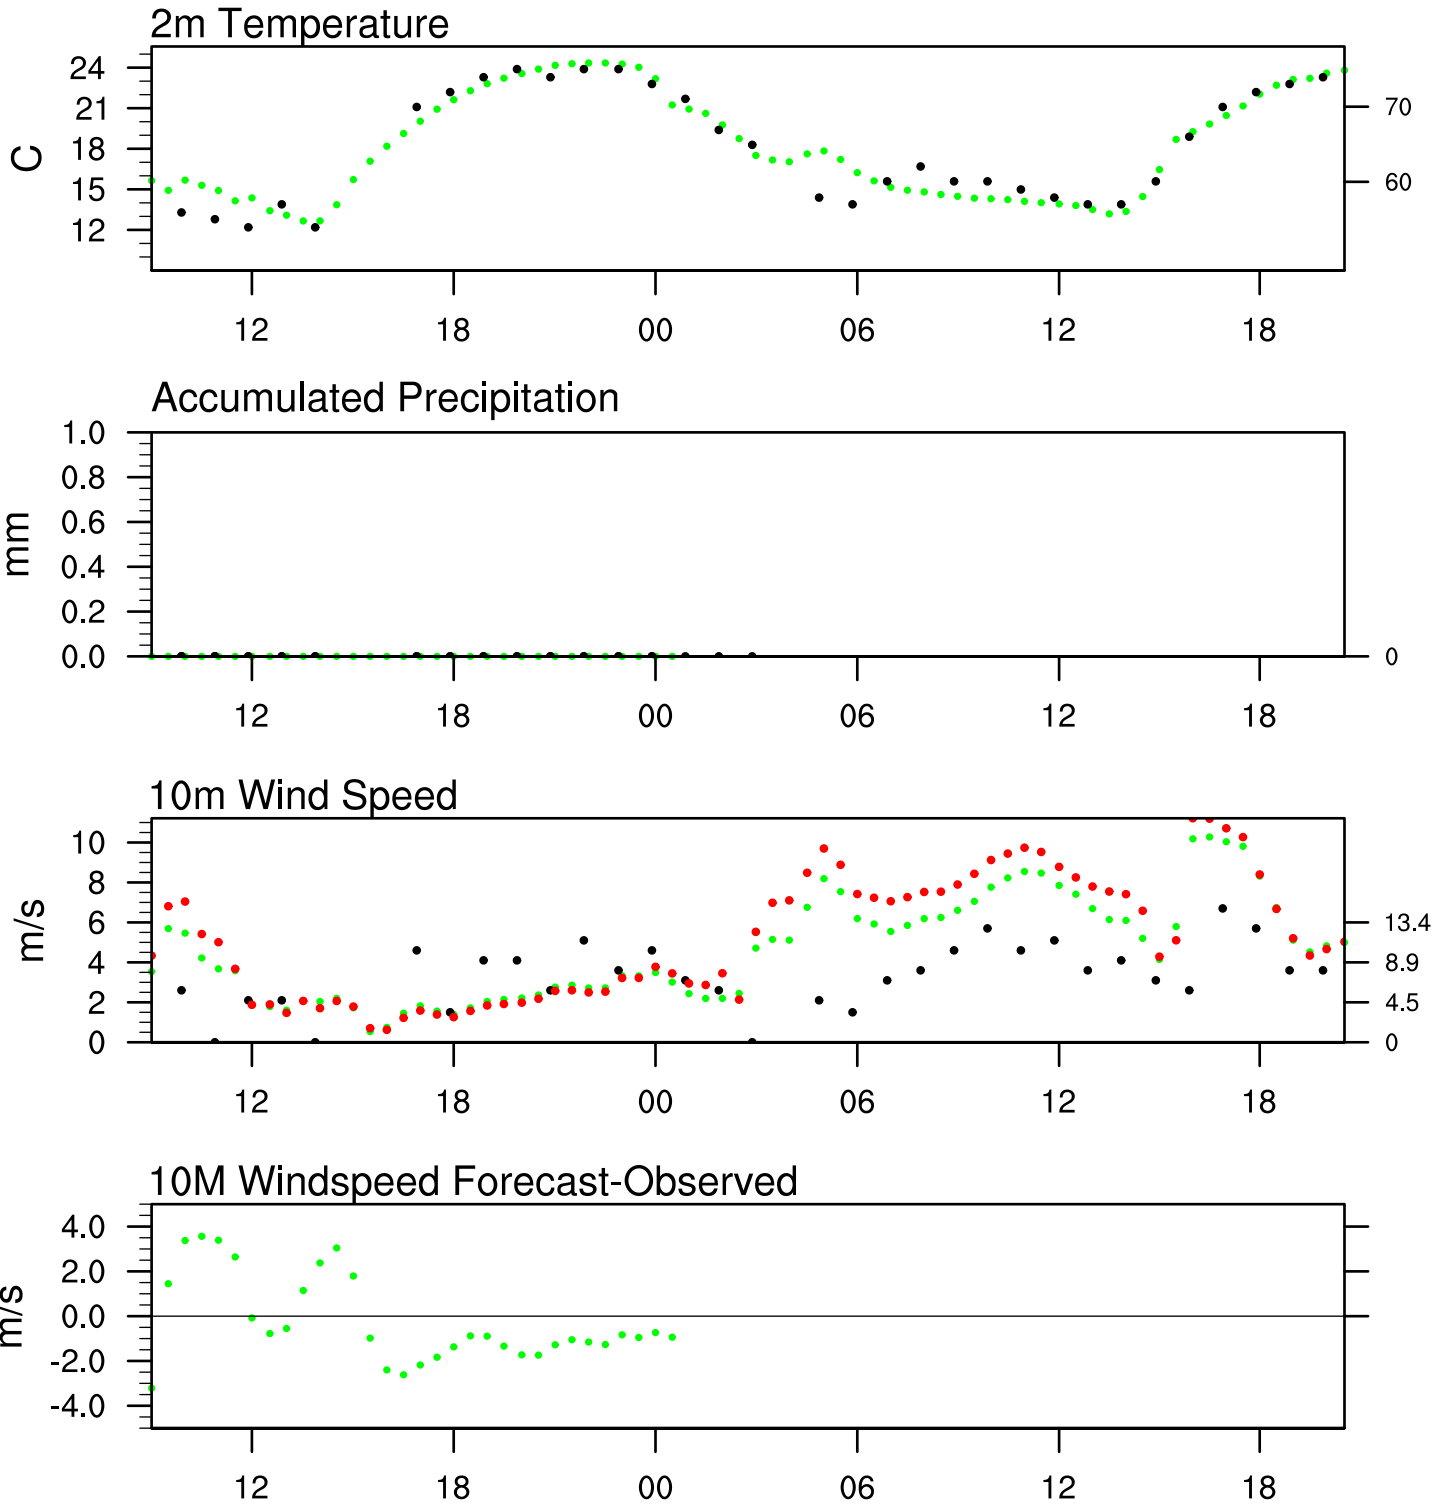 2m Temperature
24
21
18
15
12
C
70
60
12 18 00 06 12 18
Accumulated Precipitation
1.0
0.8
0.6
0.4
0.2
0.0
mm
0
12 18 00 06 12 18
10m Wind Speed
10
8
6
4
2
0
m/s
13.4
8.9
4.5
0
12 18 00 06 12 18
10M Windspeed Forecast-Observed
4.0
2.0
0.0
-2.0
-4.0
m/s
12 18 00 06 12 18